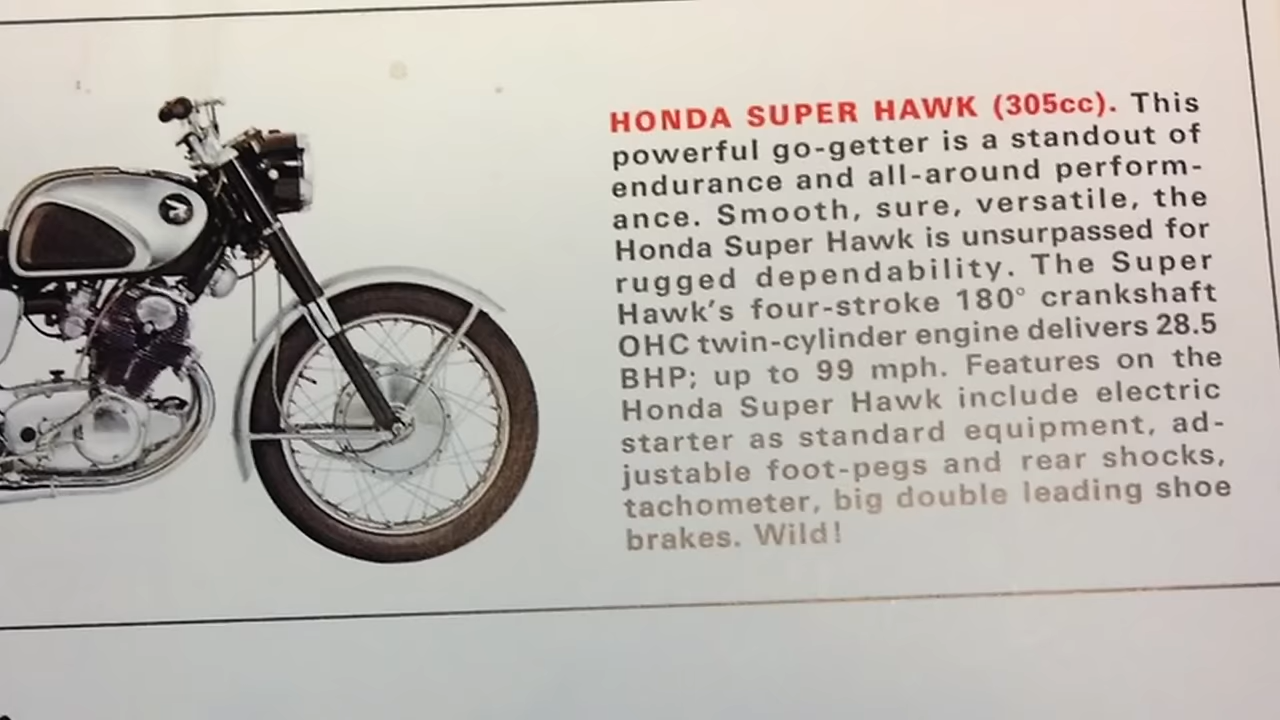 HONDA SUPER HAWK (305cc). This
powerful go-getter is a standout of
endurance and all-around perform-
ance. Smooth, sure, versatile, the
Honda Super Hawk is unsurpassed for
rugged dependability. The Super
Hawk's four-stroke 180° crankshaft
OHC twin-cylinder engine delivers 28.5
BHP; up to 99 mph. Features on the
Honda Super Hawk include electric
starter as standard equipment, ad-
justable foot-pegs and rear shocks,
tachometer, big double leading shoe
brakes. Wild!